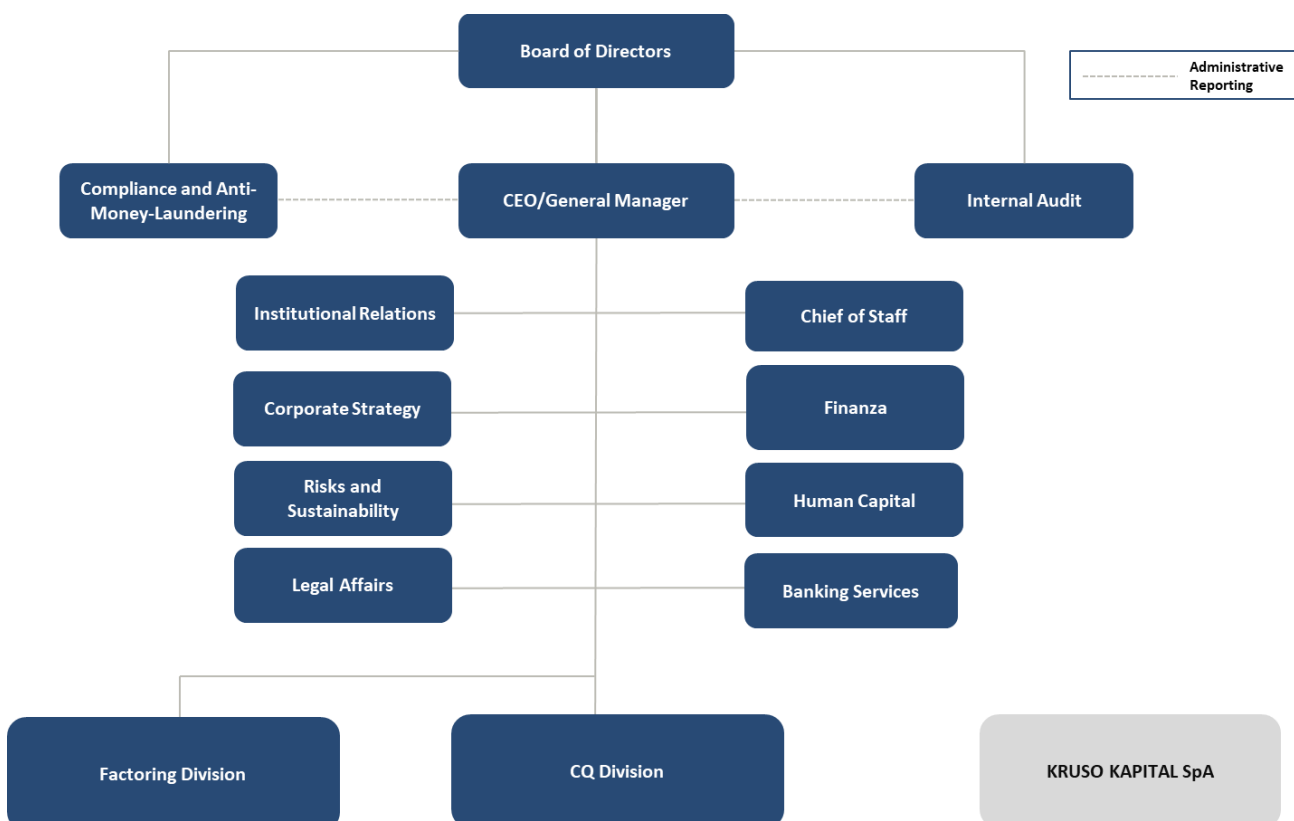 Board of Directors
Administrative
Reporting
Compliance and Anti-
Money-Laundering
CEO/General Manager
Internal Audit
Institutional Relations
Chief of Staff
Corporate Strategy
Finanza
Risks and
Sustainability
Human Capital
Legal Affairs
Banking Services
Factoring Division
CQ Division
KRUSO KAPITAL SpA